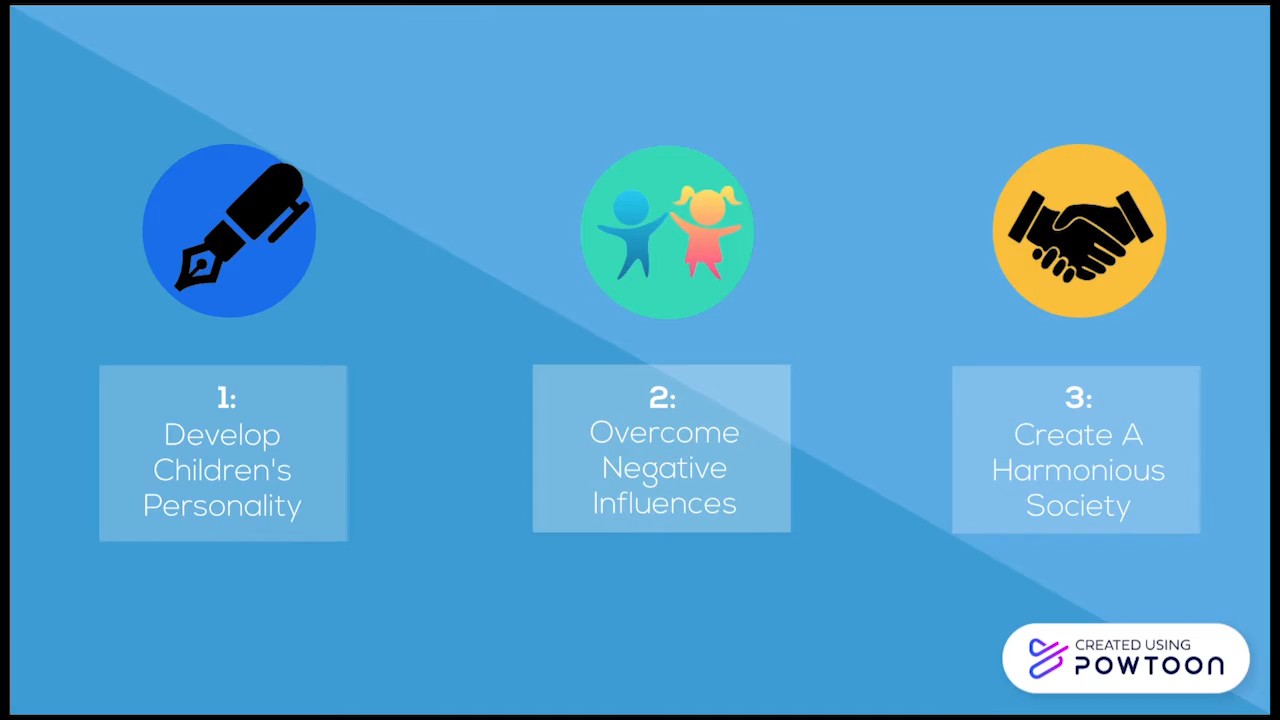 1:
Develop
Children's
Personality
2:
Overcome
Negative
Influences
3:
Create A
Harmonious
Society
CREATED USING
POWTOON